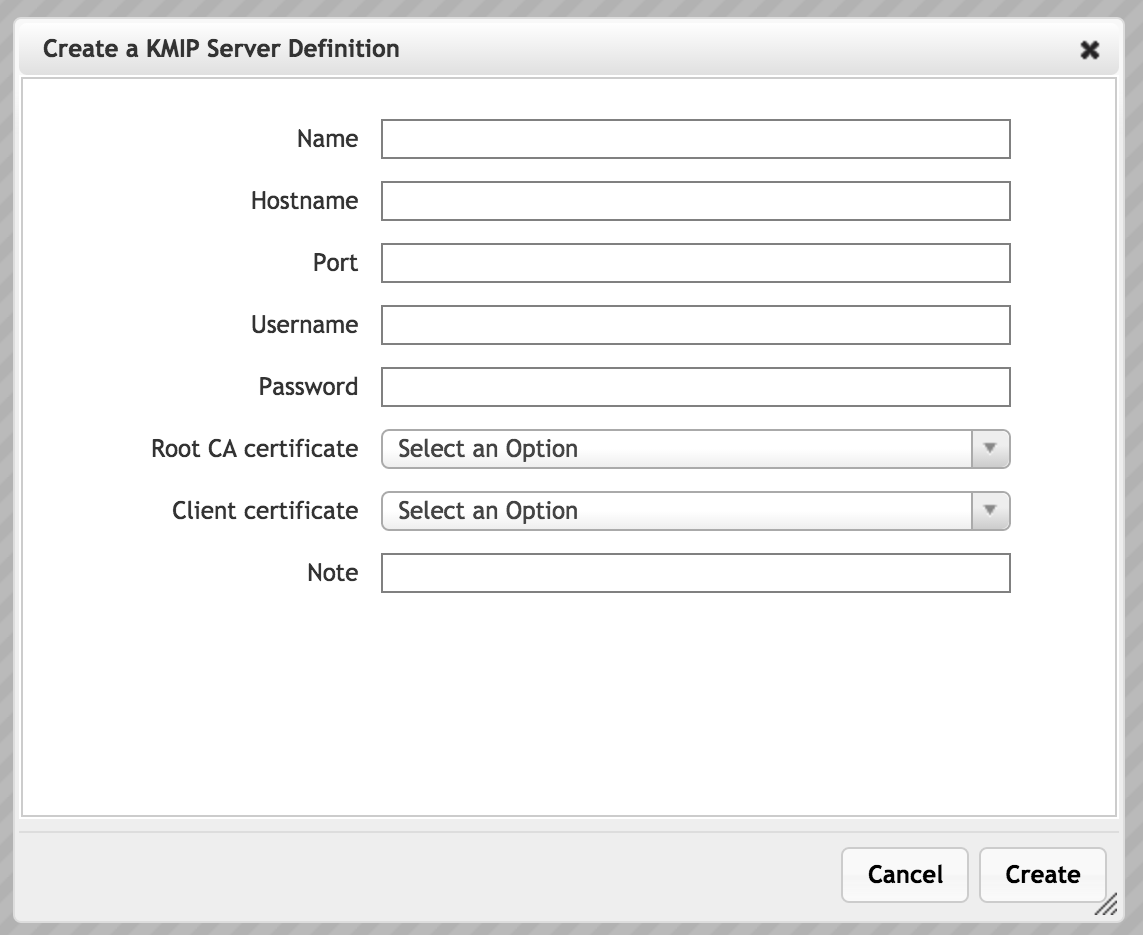 Create a KMIP Server Definition
Name
Hostname
Port
Username
Password
Root CA certificate Select an Option
Client certificate Select an Option
Note
Cancel Create